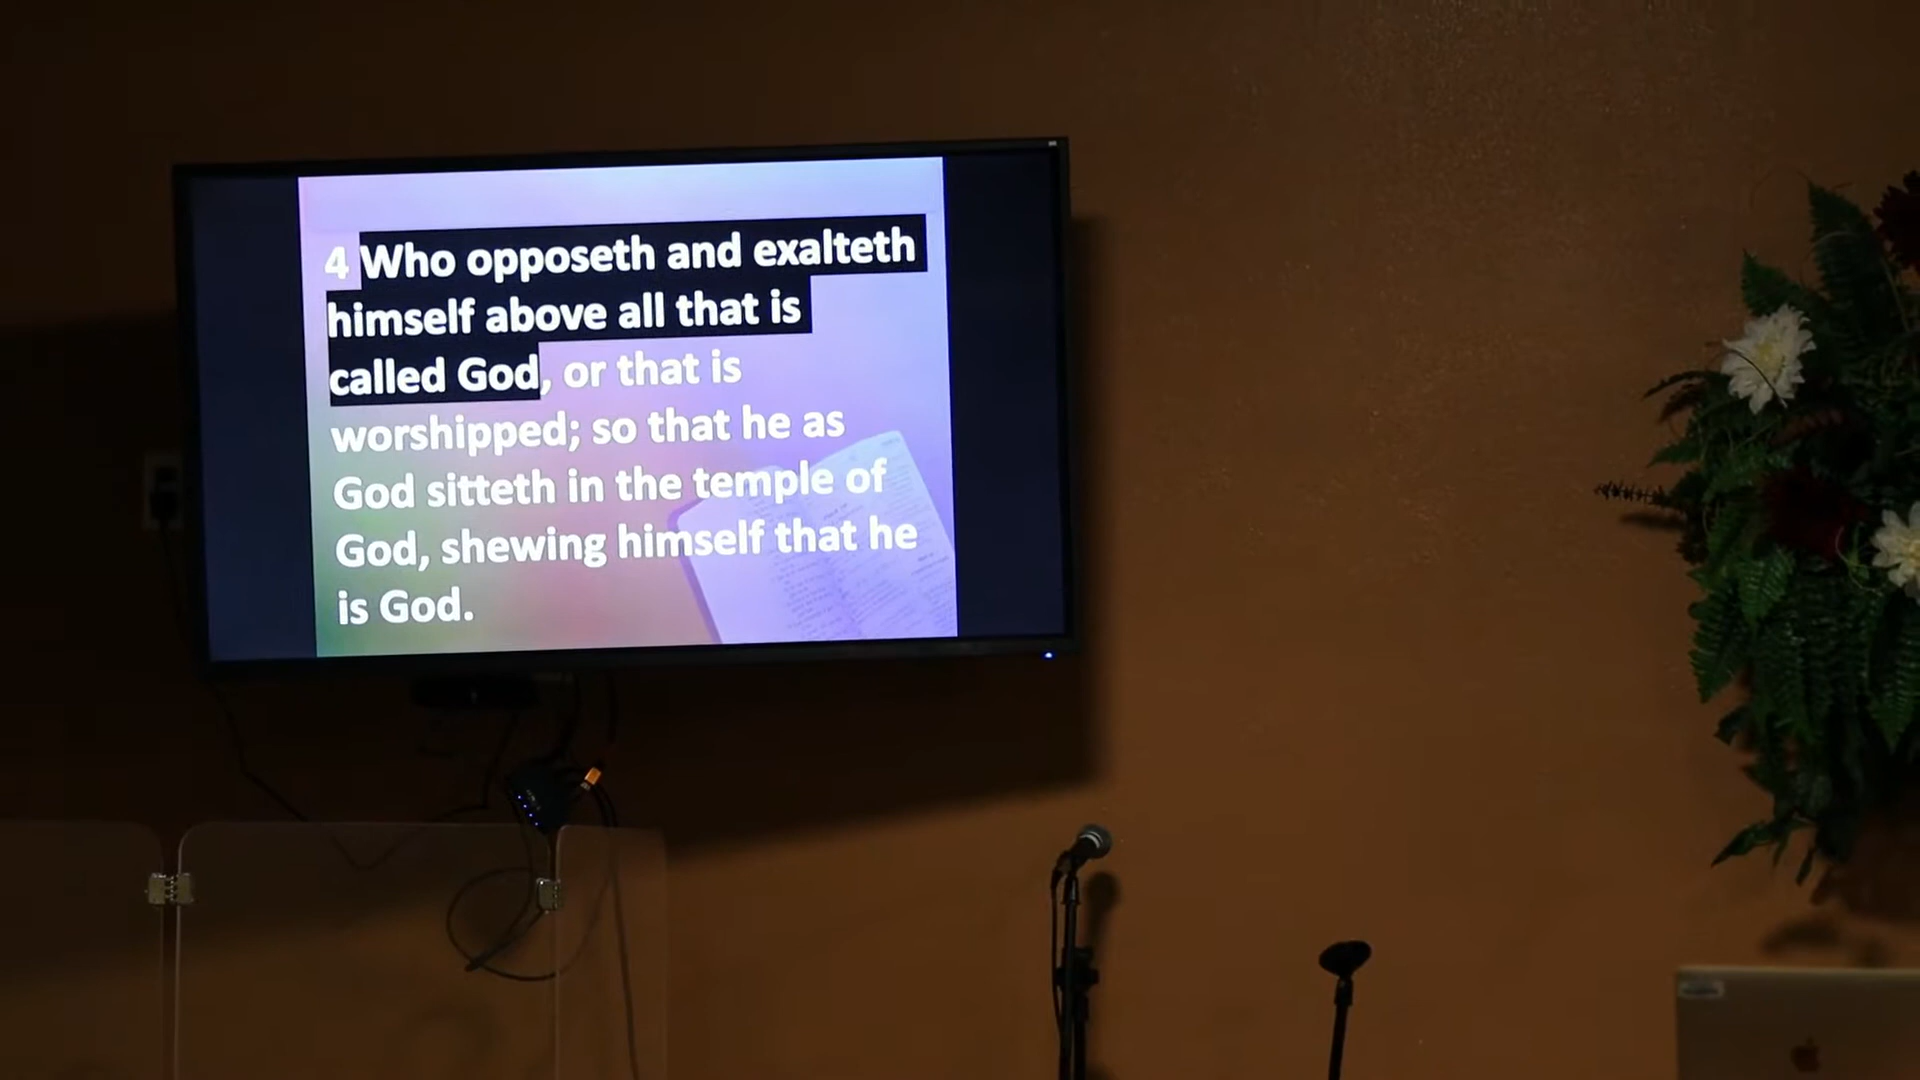 4 Who opposeth and exalteth
himself above all that is
called God, or that is
worshipped; so that he as
God sitteth in the temple of
God, shewing himself that he
is God.